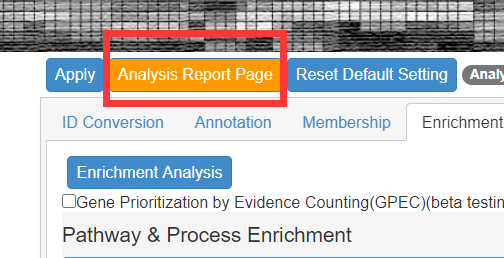 Apply Analysis Report Page Reset Default Setting Analy
ID Conversion Annotation Membership Enrichment
Enrichment Analysis
Gene Prioritization by Evidence Counting(GPEC)(beta testin
Pathway & Process Enrichment